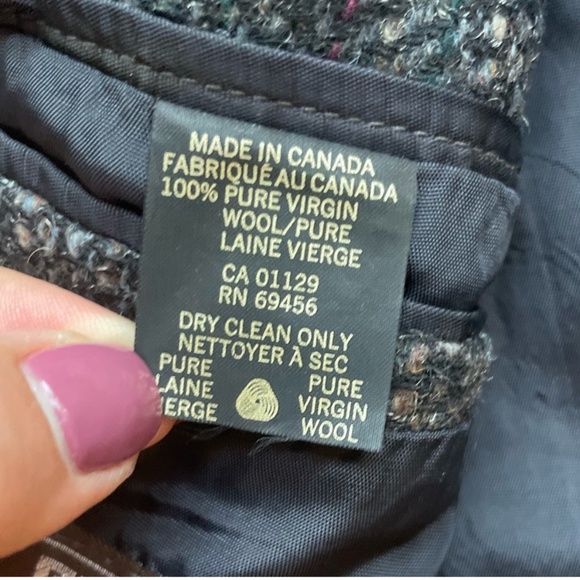 MADE IN CANADA
FABRIQUÉ AU CANADA
100% PURE VIRGIN
WOOL/PURE
LAINE VIERGE
CA 01129
RN 69456
DRY CLEAN ONLY
NETTOYER À SEC
PURE
LAINE
VIERGE
PURE
VIRGIN
WOOL